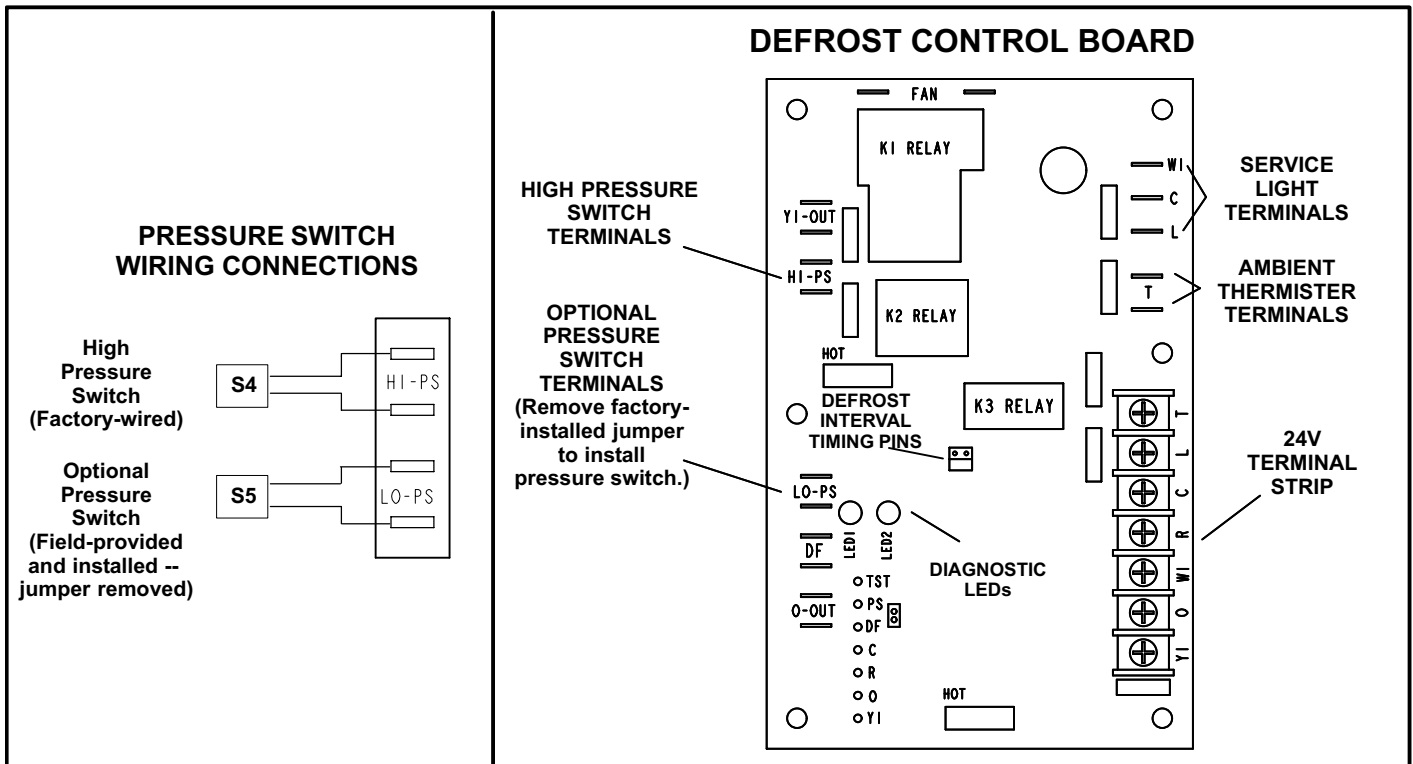 PRESSURE SWITCH
WIRING CONNECTIONS
High
Pressure
Switch
(Factory-wired)
S4
HI-PS
Optional
Pressure
Switch
(Field-provided
and installed --
jumper removed)
S5
LO-PS
DEFROST CONTROL BOARD
FAN
K1 RELAY
HIGH PRESSURE
SWITCH
TERMINALS
Y1-OUT
HI-PS
W1
C
L
SERVICE
LIGHT
TERMINALS
T
AMBIENT
THERMISTER
TERMINALS
OPTIONAL
PRESSURE
SWITCH
TERMINALS
(Remove factory-
installed jumper
to install
pressure switch.)
K2 RELAY
HOT
DEFROST
INTERVAL
TIMING PINS
K3 RELAY
T
L
C
R
W1
O
Y1
24V
TERMINAL
STRIP
LO-PS
LED1
LED2
DIAGNOSTIC
LEDs
DF
O-OUT
TST
PS
DF
C
R
O
Y1
HOT